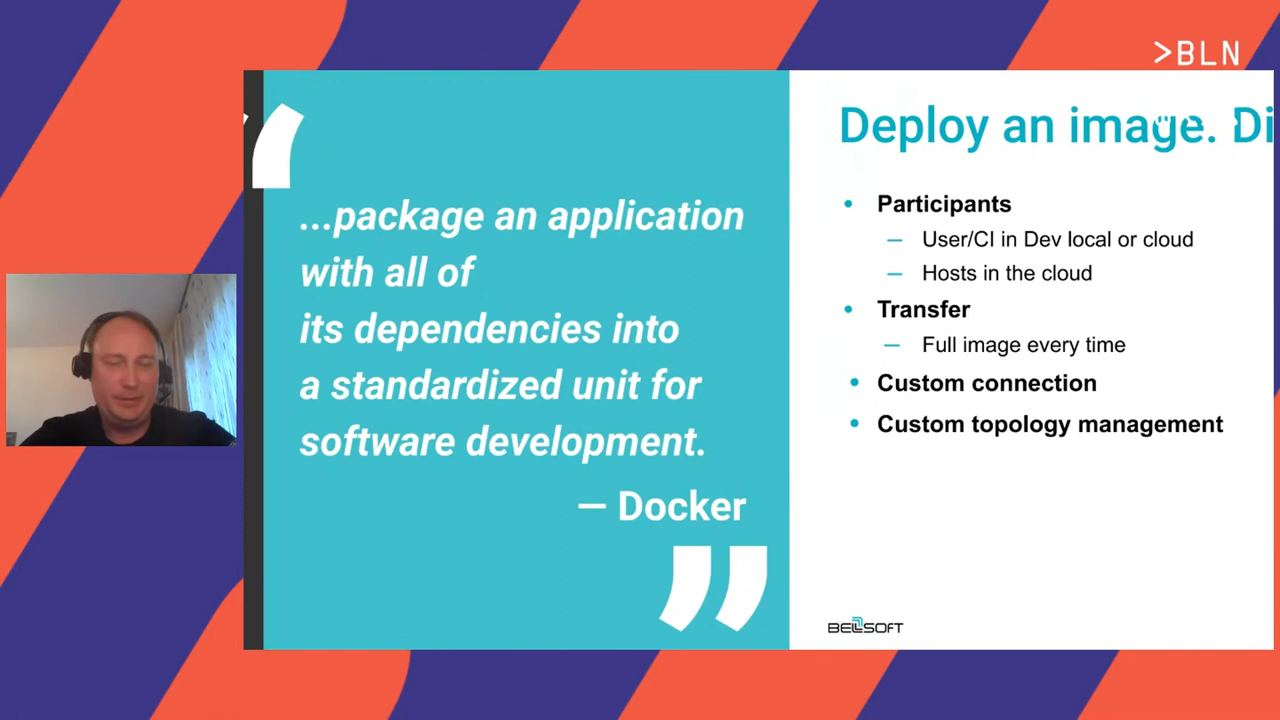 >BLN
...package an application
with all of
its dependencies into
a standardized unit for
software development.
— Docker
Deploy an image. Di
• Participants
– User/CI in Dev local or cloud
– Hosts in the cloud
• Transfer
– Full image every time
• Custom connection
• Custom topology management
BELLSOFT